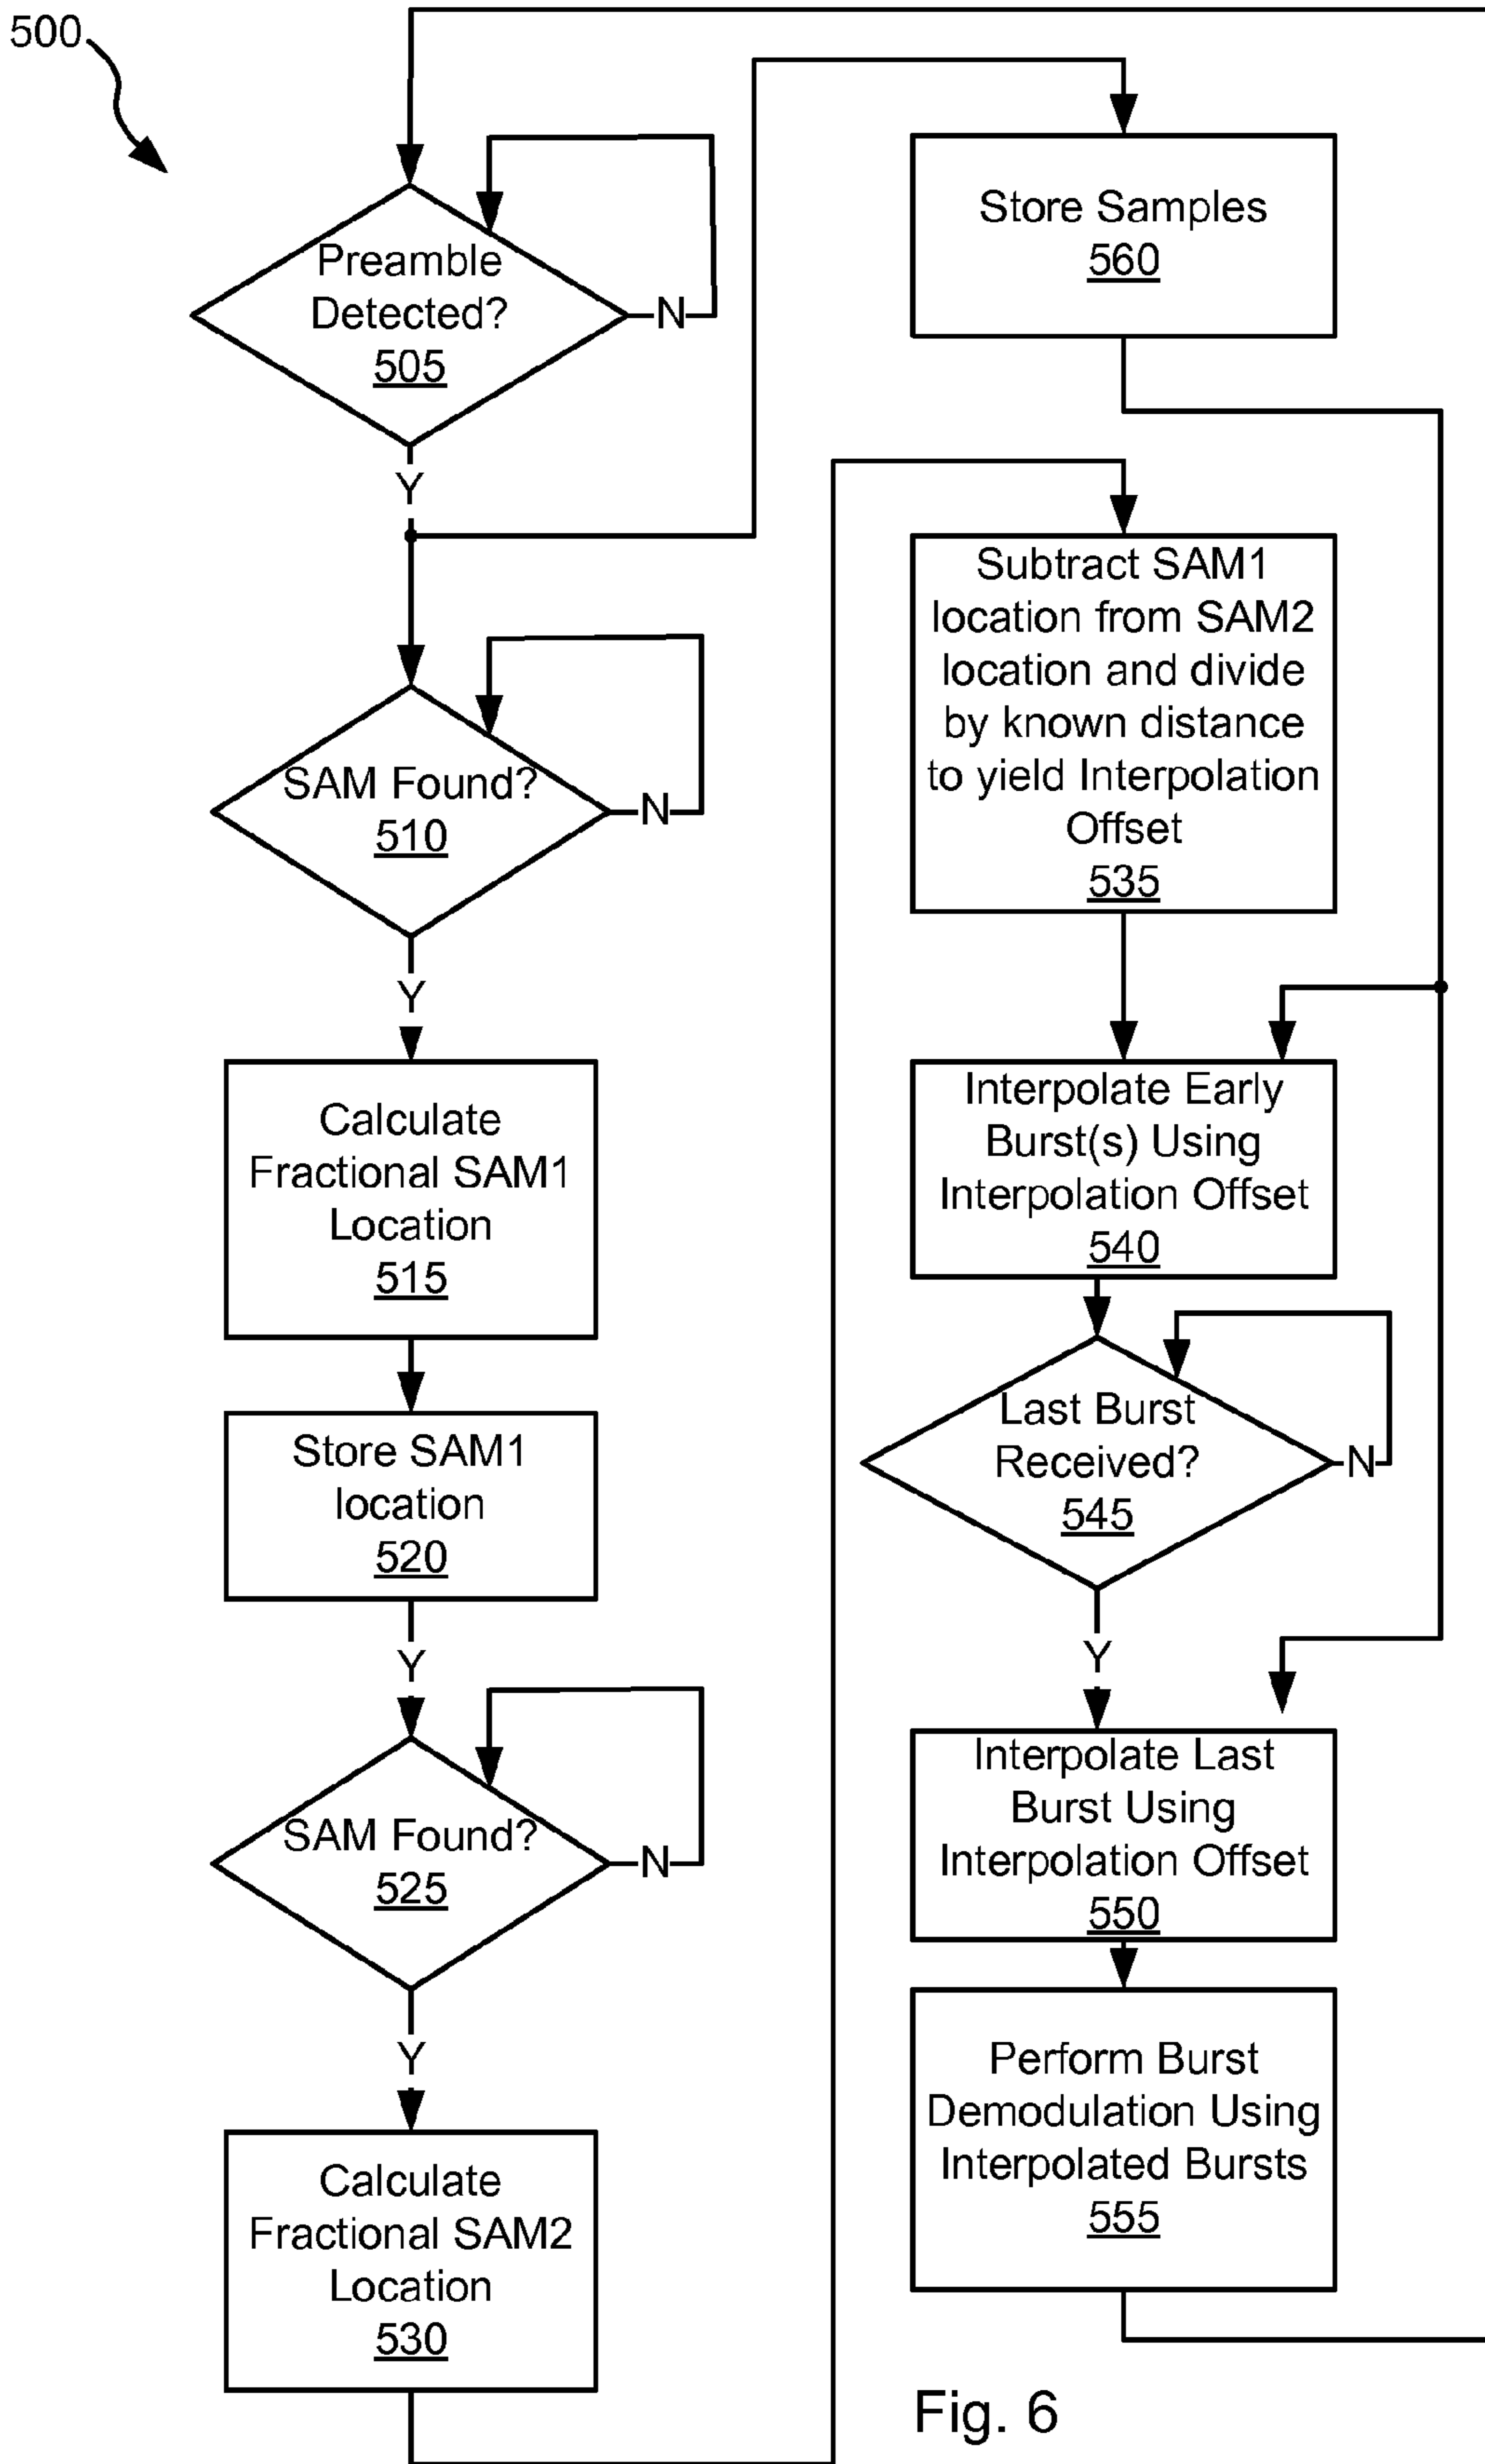 500
Preamble
Detected?
505
N
Y
SAM Found?
510
N
Y
Calculate
Fractional SAM1
Location
515
Store SAM1
location
520
Y
SAM Found?
525
N
Y
Calculate
Fractional SAM2
Location
530
Store Samples
560
Subtract SAM1
location from SAM2
location and divide
by known distance
to yield Interpolation
Offset
535
Interpolate Early
Burst(s) Using
Interpolation Offset
540
Last Burst
Received?
545
N
Y
Interpolate Last
Burst Using
Interpolation Offset
550
Perform Burst
Demodulation Using
Interpolated Bursts
555
Fig. 6